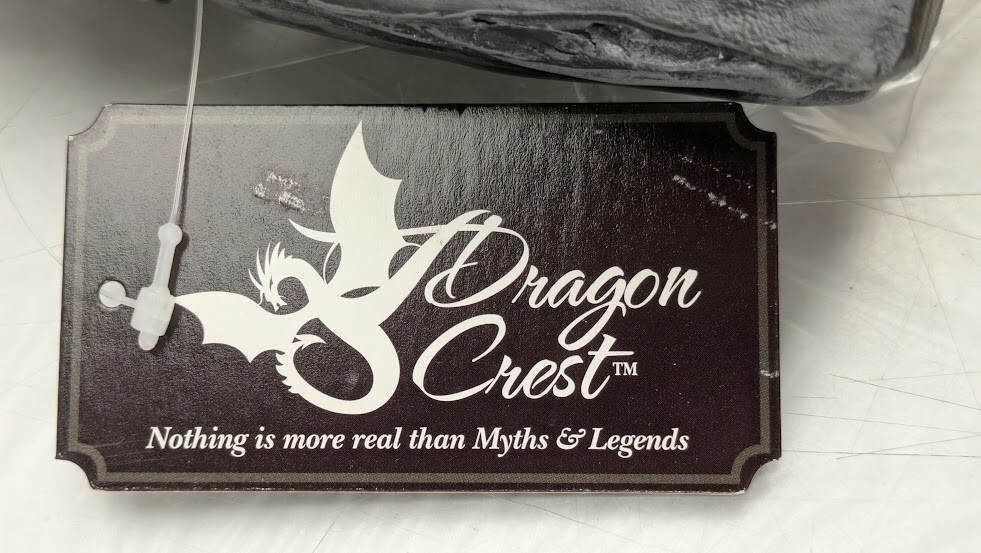 Dragon
Crest™
Nothing is more real than Myths & Legends